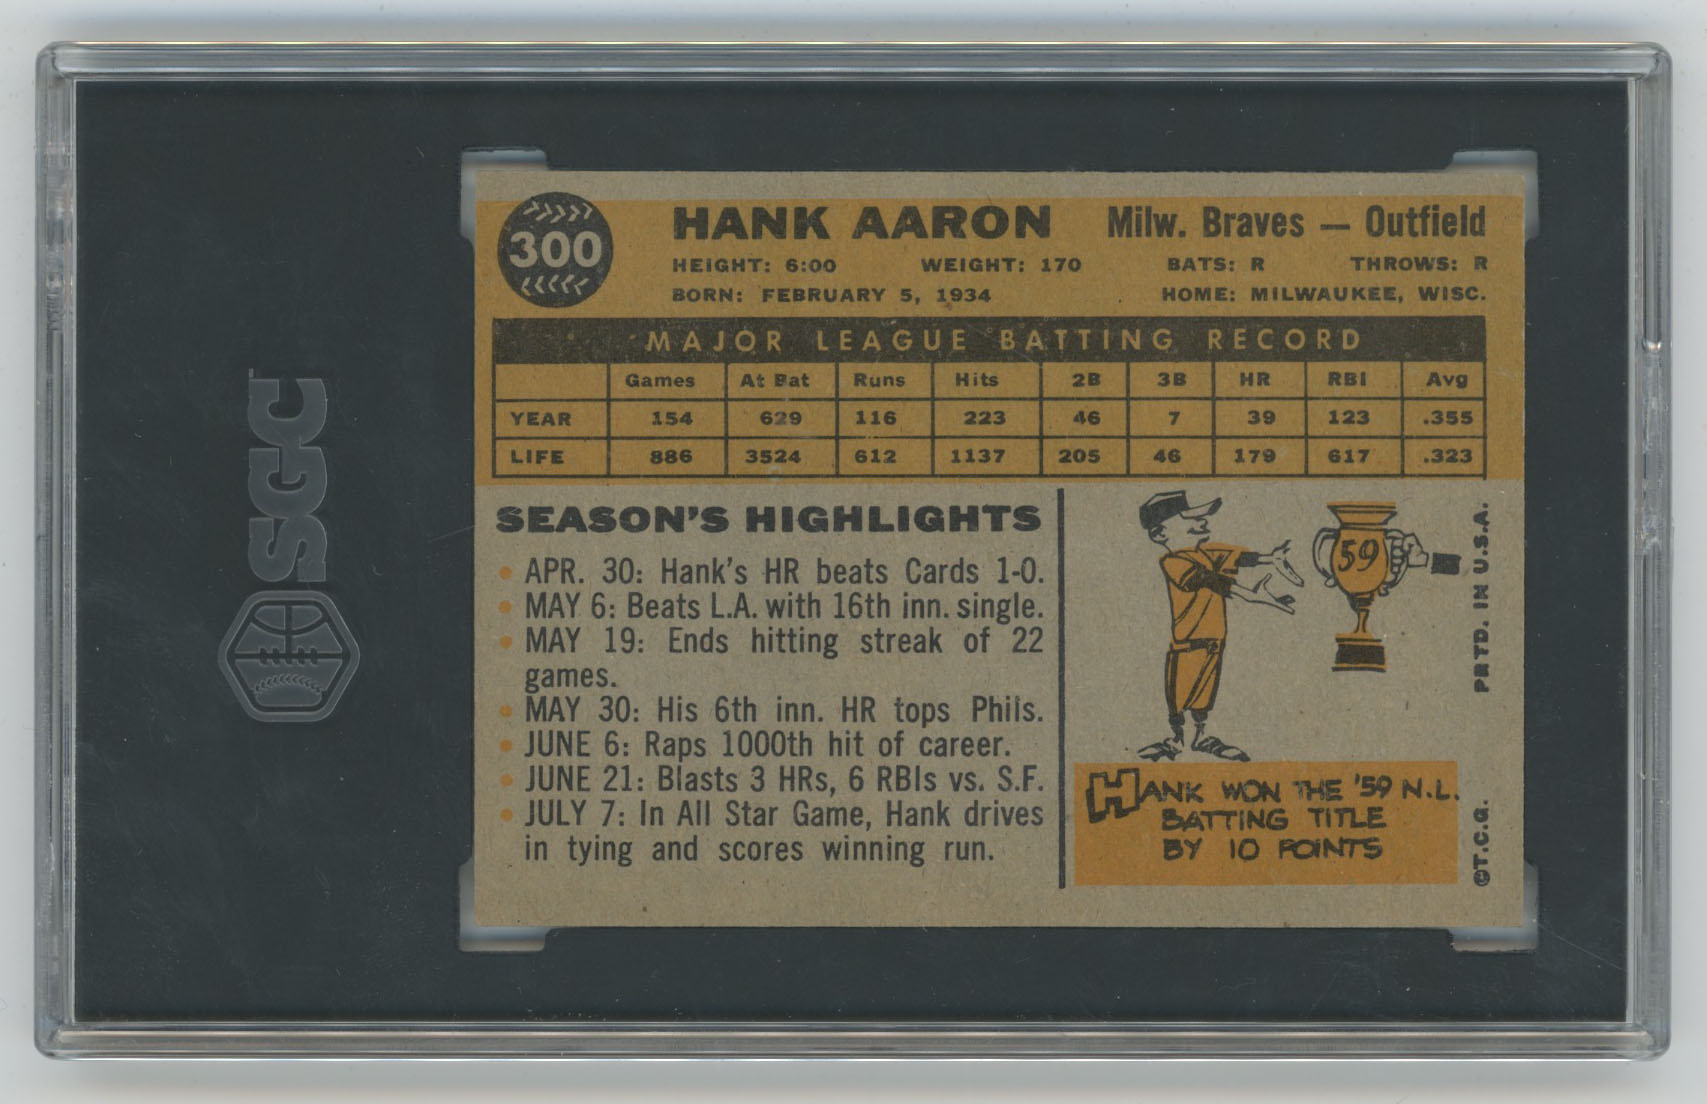 SGC
300
HANK AARON Milw. Braves — Outfield
HEIGHT: 6:00 WEIGHT: 170 BATS: R THROWS: R
BORN: FEBRUARY 5, 1934 HOME: MILWAUKEE, WISC.
MAJOR LEAGUE BATTING RECORD
Games At Bat Runs Hits 2B 3B HR RBI Avg
YEAR 154 629 116 223 46 7 39 123 .355
LIFE 886 3524 612 1137 205 46 179 617 .323
SEASON'S HIGHLIGHTS
• APR. 30: Hank's HR beats Cards 1-0.
• MAY 6: Beats L.A. with 16th inn. single.
• MAY 19: Ends hitting streak of 22
games.
• MAY 30: His 6th inn. HR tops Phils.
• JUNE 6: Raps 1000th hit of career.
• JUNE 21: Blasts 3 HRs, 6 RBIs vs. S.F.
• JULY 7: In All Star Game, Hank drives
in tying and scores winning run.
59
HANK WON THE '59 N.L.
BATTING TITLE
BY 10 POINTS
©T.C.G. PRTD. IN U.S.A.